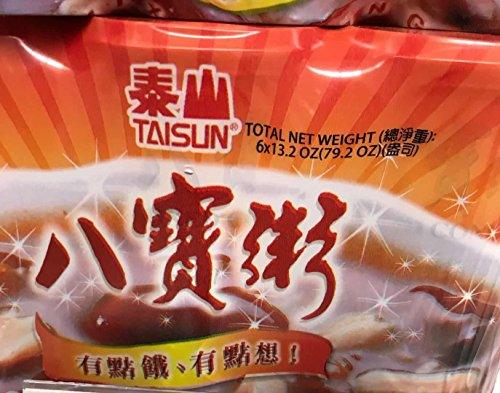 泰山
TAISUN®
TOTAL NET WEIGHT (總淨重):
6x13.2 OZ(79.2 OZ)(盎司)
八寶粥
有點餓、有點想！